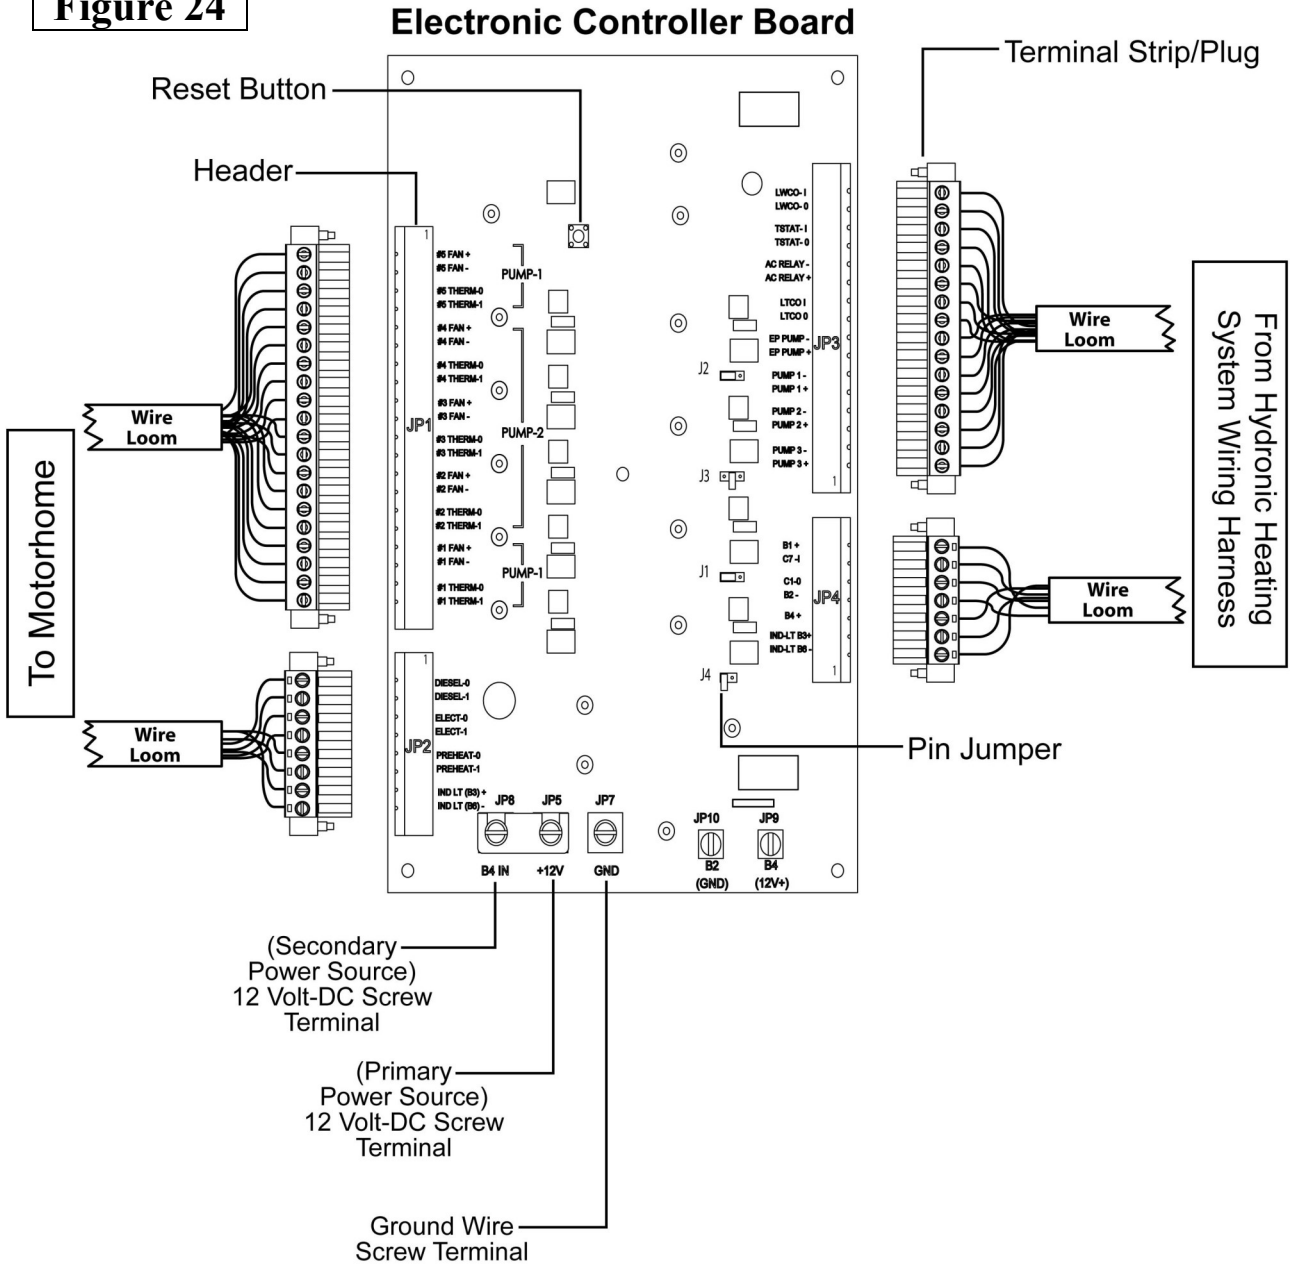 Figure 24
Electronic Controller Board
Terminal Strip/Plug
Reset Button
Header
1
#5 FAN +
#5 FAN -
PUMP-1
#5 THERM-0
#5 THERM-1
#4 FAN +
#4 FAN -
#4 THERM-0
#4 THERM-1
#3 FAN +
#3 FAN -
JP1
PUMP-2
#3 THERM-0
#3 THERM-1
#2 FAN +
#2 FAN -
#2 THERM-0
#2 THERM-1
#1 FAN +
#1 FAN -
PUMP-1
#1 THERM-0
#1 THERM-1
LWCO- I
LWCO- 0
TSTAT- I
TSTAT- 0
AC RELAY -
AC RELAY +
LTCO I
LTCO 0
EP PUMP -
EP PUMP +
JP3
J2
PUMP 1 -
PUMP 1 +
PUMP 2 -
PUMP 2 +
PUMP 3 -
PUMP 3 +
J3
1
B1 +
C7 -I
J1
C1-0
B2 -
JP4
B4 +
IND-LT B3+
IND-LT B6 -
J4
1
Wire
Loom
Wire
Loom
Wire
Loom
Wire
Loom
To Motorhome
From Hydronic Heating
System Wiring Harness
1
DIESEL-0
DIESEL-1
ELECT-0
ELECT-1
JP2
PREHEAT-0
PREHEAT-1
IND LT (B3) +
IND LT (B6) -
Pin Jumper
JP8
JP5
JP7
JP10
JP9
B4 IN
+12V
GND
B2
(GND)
B4
(12V+)
(Secondary
Power Source)
12 Volt-DC Screw
Terminal
(Primary
Power Source)
12 Volt-DC Screw
Terminal
Ground Wire
Screw Terminal